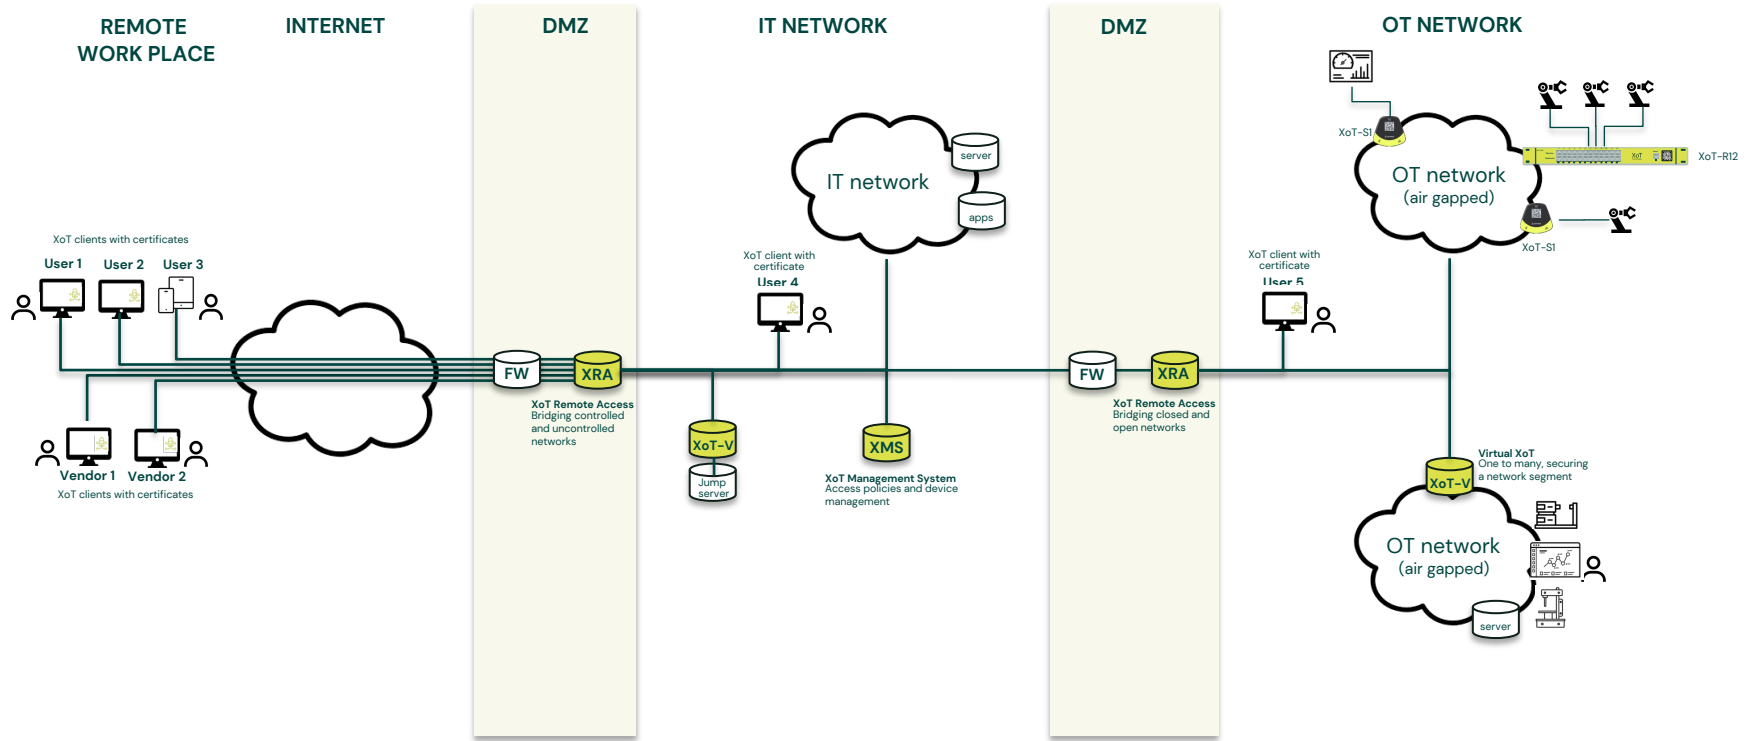 REMOTE
WORK PLACE
INTERNET
DMZ
IT NETWORK
DMZ
OT NETWORK
XoT clients with certificates
User 1
User 2
User 3
Vendor 1
Vendor 2
XoT clients with certificates
FW
XRA
XoT Remote Access
Bridging controlled
and uncontrolled
networks
IT network
server
apps
XoT client with
certificate
User 4
XoT-V
Jump
server
XMS
XoT Management System
Access policies and device
management
FW
XRA
XoT Remote Access
Bridging closed and
open networks
XoT client with
certificate
User 5
XoT-S1
OT network
(air gapped)
XoT
XoT-R12
XoT-S1
Virtual XoT
One to many, securing
a network segment
XoT-V
OT network
(air gapped)
server